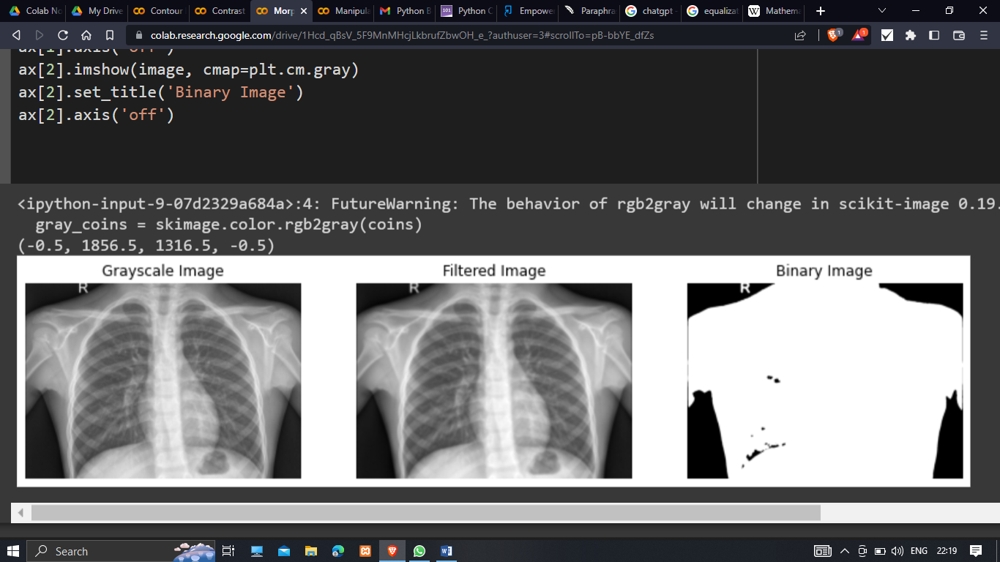 Colab No
My Drive
Contour
Contrast
Morp
Manipula
Python B
Python C
Empower
Paraphra
chatgpt -
equalizat
Mathema
colab.research.google.com/drive/1Hcd_qBsV_5F9MnMHcjLkbrufZbwOH_e_?authuser=3#scrollTo=pB-bbYE_dfZs
1
1
ax[1].axis('off')
ax[2].imshow(image, cmap=plt.cm.gray)
ax[2].set_title('Binary Image')
ax[2].axis('off')
<ipython-input-9-07d2329a684a>:4: FutureWarning: The behavior of rgb2gray will change in scikit-image 0.19.
gray_coins = skimage.color.rgb2gray(coins)
(-0.5, 1856.5, 1316.5, -0.5)
Grayscale Image
Filtered Image
Binary Image
R
R
R
Search
ENG
22:19